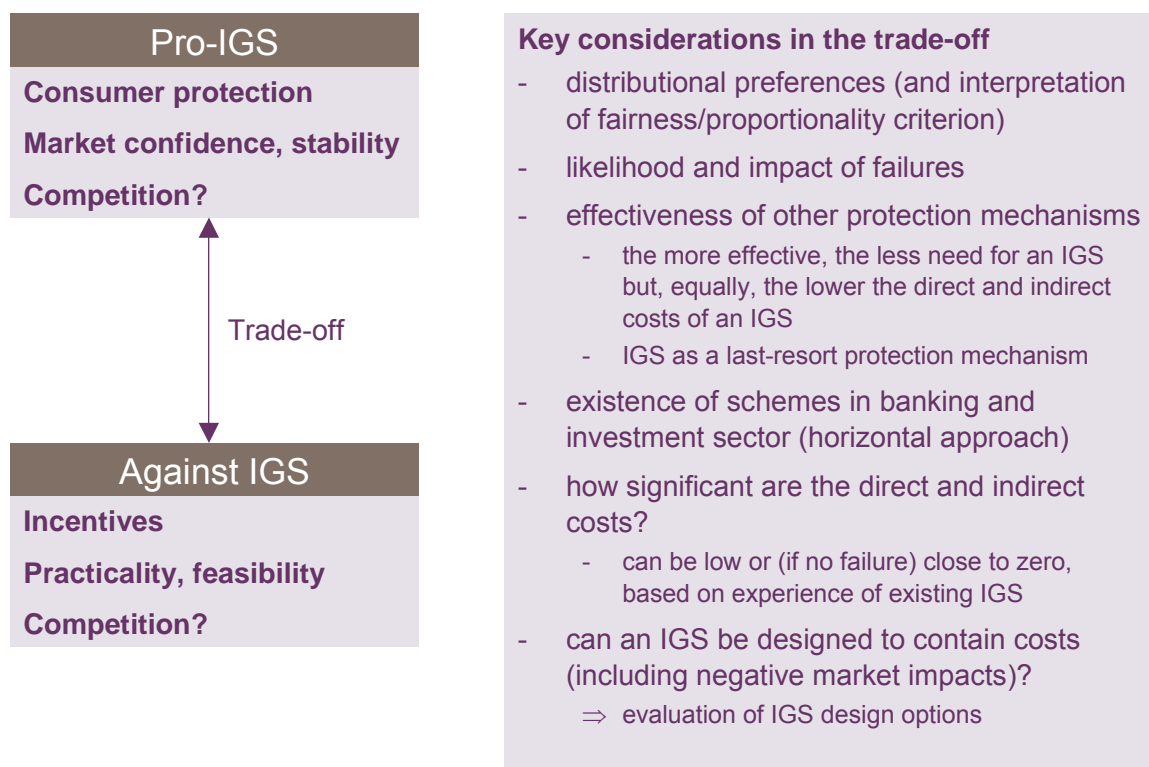 Pro-IGS
Consumer protection
Market confidence, stability
Competition?
Trade-off
Against IGS
Incentives
Practicality, feasibility
Competition?
Key considerations in the trade-off
- distributional preferences (and interpretation
of fairness/proportionality criterion)
- likelihood and impact of failures
- effectiveness of other protection mechanisms
- the more effective, the less need for an IGS
but, equally, the lower the direct and indirect
costs of an IGS
- IGS as a last-resort protection mechanism
- existence of schemes in banking and
investment sector (horizontal approach)
- how significant are the direct and indirect
costs?
- can be low or (if no failure) close to zero,
based on experience of existing IGS
- can an IGS be designed to contain costs
(including negative market impacts)?
⇒ evaluation of IGS design options